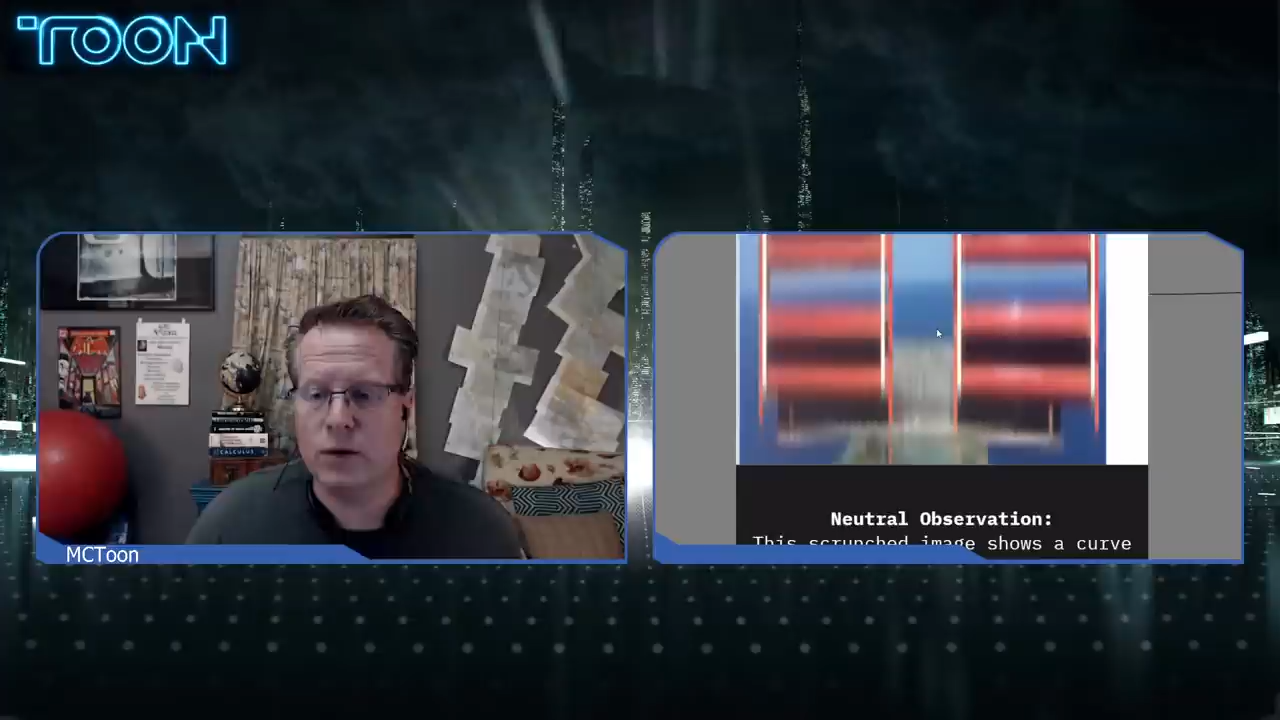 TOON
CALCULUS
MCToon
Neutral Observation:
This scrunched image shows a curve